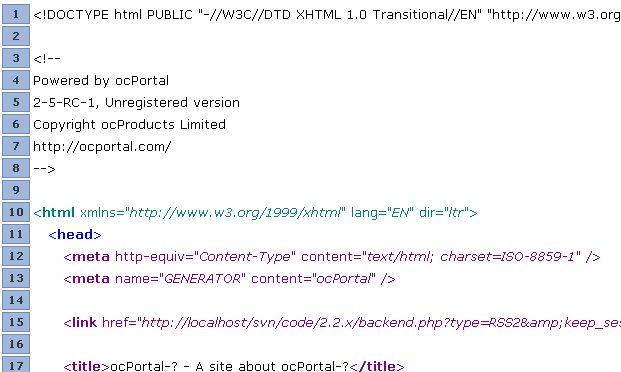 1 <!DOCTYPE html PUBLIC "-//W3C//DTD XHTML 1.0 Transitional//EN" "http://www.w3.org
2
3 <!--
4 Powered by ocPortal
5 2-5-RC-1, Unregistered version
6 Copyright ocProducts Limited
7 http://ocportal.com/
8 -->
9
10 <html xmlns="http://www.w3.org/1999/xhtml" lang="EN" dir="ltr">
11 <head>
12 <meta http-equiv="Content-Type" content="text/html; charset=ISO-8859-1" />
13 <meta name="GENERATOR" content="ocPortal" />
14
15 <link href="http://localhost/svn/code/2.2.x/backend.php?type=RSS2&amp;keep_ses
16
17 <title>ocPortal-? - A site about ocPortal-?</title>